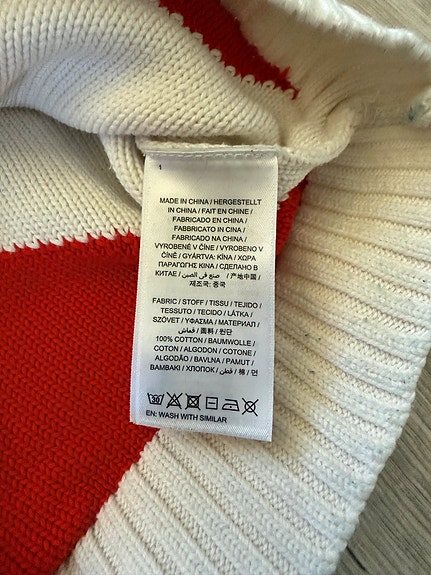 1
MADE IN CHINA / HERGESTELLT
IN CHINA / FAIT EN CHINE /
FABRICADO EN CHINA /
FABBRICATO IN CINA /
FABRICADO NA CHINA /
VYROBENÉ V ČÍNE / VYROBENO V
ČÍNĚ / GYÁRTVA: KÍNA / ΧΩΡΑ
ΠΑΡΑΓΩΓΗΣ ΚΙΝΑ / СДЕЛАНО В
КИТАЕ / صنع في الصين / 产地中国 /
제조국: 중국
FABRIC / STOFF / TISSU / TEJIDO /
TESSUTO / TECIDO / LÁTKA /
SZÖVET / ΥΦΑΣΜΑ / МАТЕРИАЛ /
قماش / 面料 / 원단
100% COTTON / BAUMWOLLE /
COTON / ALGODON / COTONE /
ALGODÃO / BAVLNA / PAMUT /
ΒΑΜΒΑΚΙ / ХЛОПОК / قطن / 棉 / 면
30
EN: WASH WITH SIMILAR